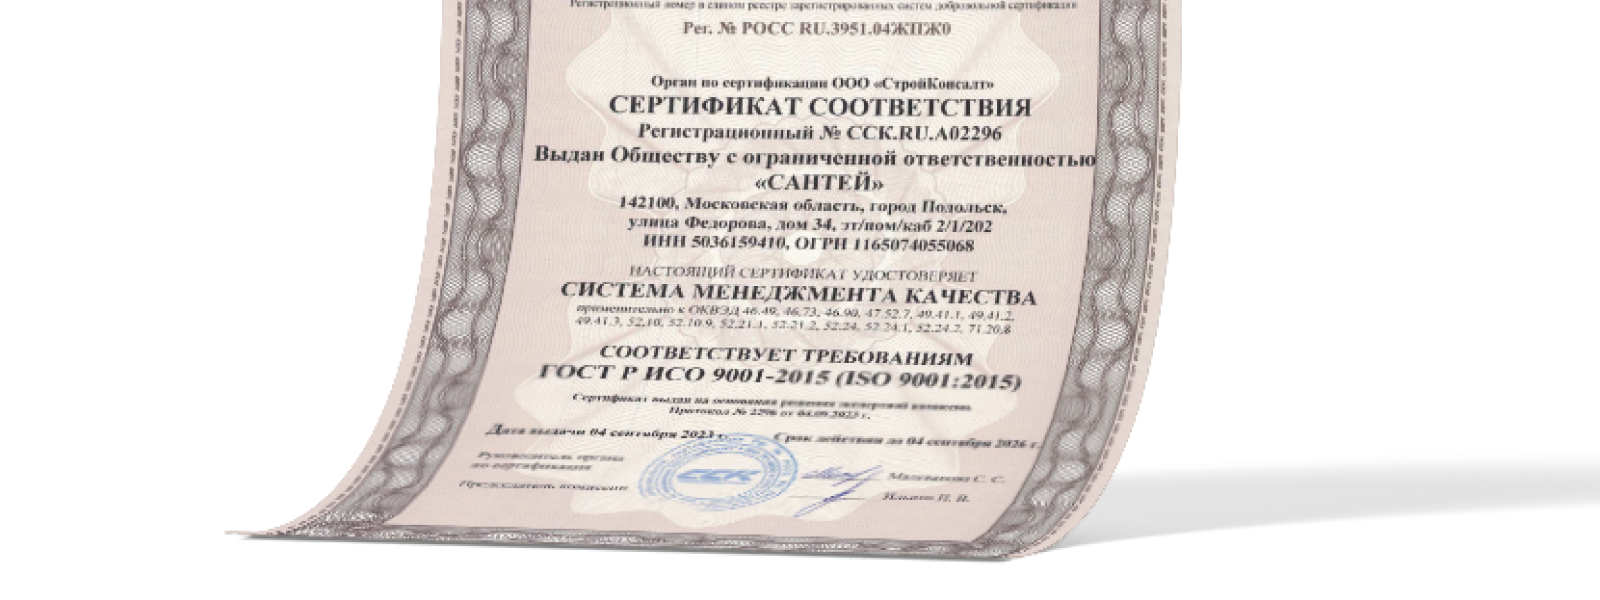 Регистрационный номер в едином реестре зарегистрированных систем добровольной сертификации
Рег. № РОСС RU.3951.04ЖПЖ0
Орган по сертификации ООО «СтройКонсалт»
СЕРТИФИКАТ СООТВЕТСТВИЯ
Регистрационный № ССК.RU.А02296
Выдан Обществу с ограниченной ответственностью
«САНТЕЙ»
142100, Московская область, город Подольск,
улица Федорова, дом 34, эт/пом/каб 2/1/202
ИНН 5036159410, ОГРН 1165074055068
НАСТОЯЩИЙ СЕРТИФИКАТ УДОСТОВЕРЯЕТ
СИСТЕМА МЕНЕДЖМЕНТА КАЧЕСТВА
применительно к ОКВЭД 46.49, 46.73, 46.90, 47.52.7, 49.41.1, 49.41.2,
49.41.3, 52.10, 52.10.9, 52.21.1, 52.21.2, 52.24, 52.24.1, 52.24.2, 71.20.8
СООТВЕТСТВУЕТ ТРЕБОВАНИЯМ
ГОСТ Р ИСО 9001-2015 (ISO 9001:2015)
Сертификат выдан на основании решения экспертной комиссии
Протокол № 2296 от 04.09.2023 г.
Дата выдачи 04 сентября 2023 г. Срок действия до 04 сентября 2026 г.
Руководитель органа
по сертификации
ССК
С. С.
Председатель комиссии